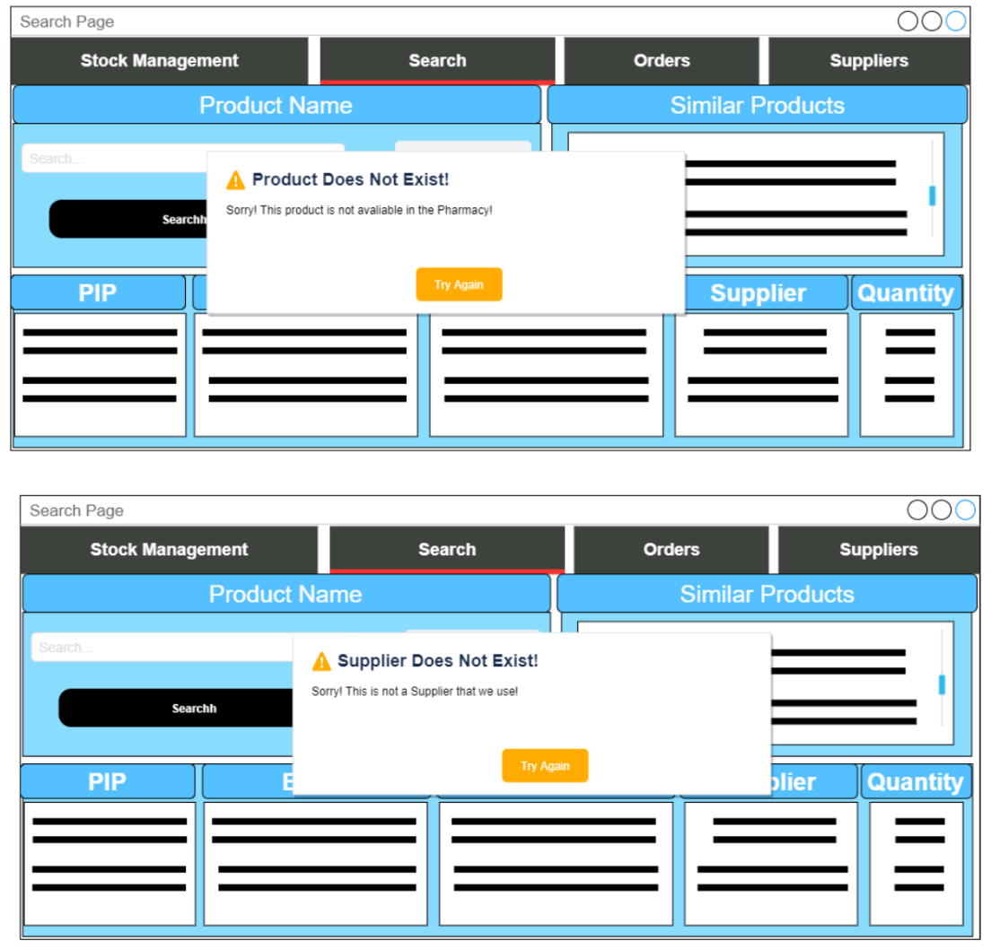 Search Page
Stock Management Search Orders Suppliers
Product Name Similar Products
Search...
Product Does Not Exist!
Sorry! This product is not avaliable in the Pharmacy!
Searchh
Try Again
PIP Supplier Quantity
Search Page
Stock Management Search Orders Suppliers
Product Name Similar Products
Search...
Supplier Does Not Exist!
Sorry! This is not a Supplier that we use!
Searchh
Try Again
PIP Quantity